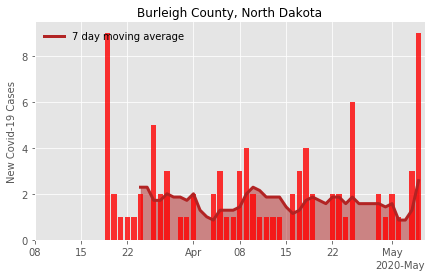 Burleigh County, North Dakota
7 day moving average
New Covid-19 Cases
8
6
4
2
0
08 15 22 Apr 08 15 22 May
2020-May